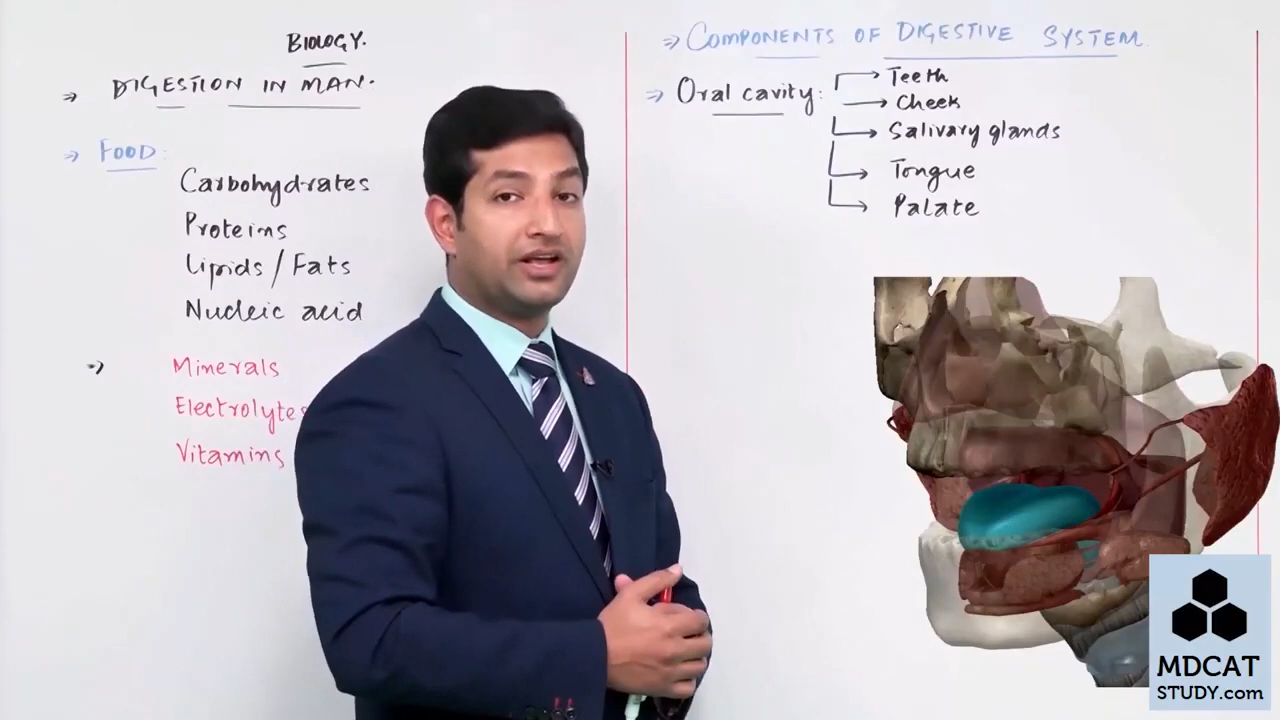 BIOLOGY.
DIGESTION IN MAN.
FOOD:
Carbohydrates
Proteins
Lipids / Fats
Nucleic acid
Minerals
Electrolytes
Vitamins
COMPONENTS OF DIGESTIVE SYSTEM.
Oral cavity:
Teeth
Cheek
Salivary glands
Tongue
Palate
MDCAT
STUDY.com